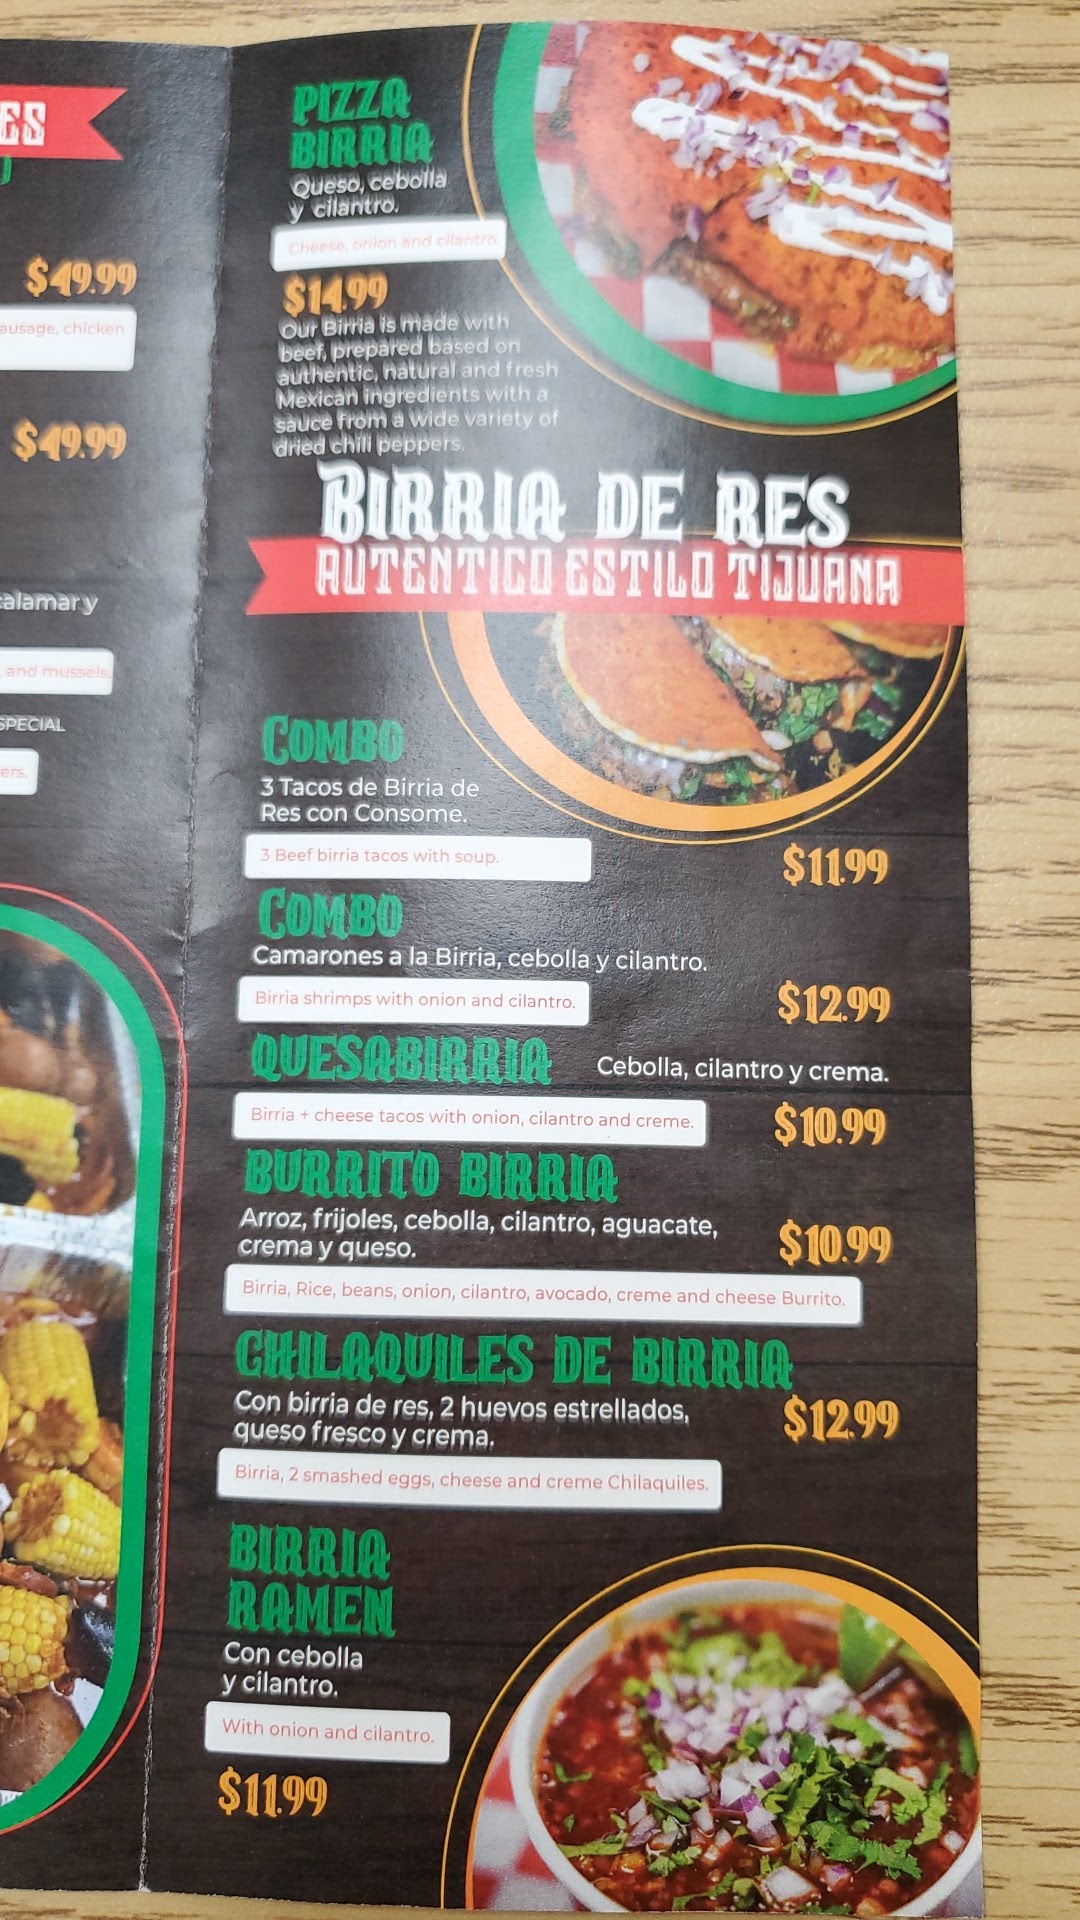 ES
$49.99
ausage, chicken
$49.99
calamar y
, and mussels.
SPECIAL
ers.
PIZZA
BIRRIA
Queso, cebolla
y cilantro.
Cheese, onion and cilantro.
$14.99
Our Birria is made with
beef, prepared based on
authentic, natural and fresh
Mexican ingredients with a
sauce from a wide variety of
dried chili peppers.
BIRRIA DE RES
AUTENTICO ESTILO TIJUANA
COMBO
3 Tacos de Birria de
Res con Consome.
3 Beef birria tacos with soup.
$11.99
COMBO
Camarones a la Birria, cebolla y cilantro.
Birria shrimps with onion and cilantro.
$12.99
QUESABIRRIA
Cebolla, cilantro y crema.
Birria + cheese tacos with onion, cilantro and creme.
$10.99
BURRITO BIRRIA
Arroz, frijoles, cebolla, cilantro, aguacate,
crema y queso.
$10.99
Birria, Rice, beans, onion, cilantro, avocado, creme and cheese Burrito.
CHILAQUILES DE BIRRIA
Con birria de res, 2 huevos estrellados,
queso fresco y crema.
$12.99
Birria, 2 smashed eggs, cheese and creme Chilaquiles.
BIRRIA
RAMEN
Con cebolla
y cilantro.
With onion and cilantro.
$11.99